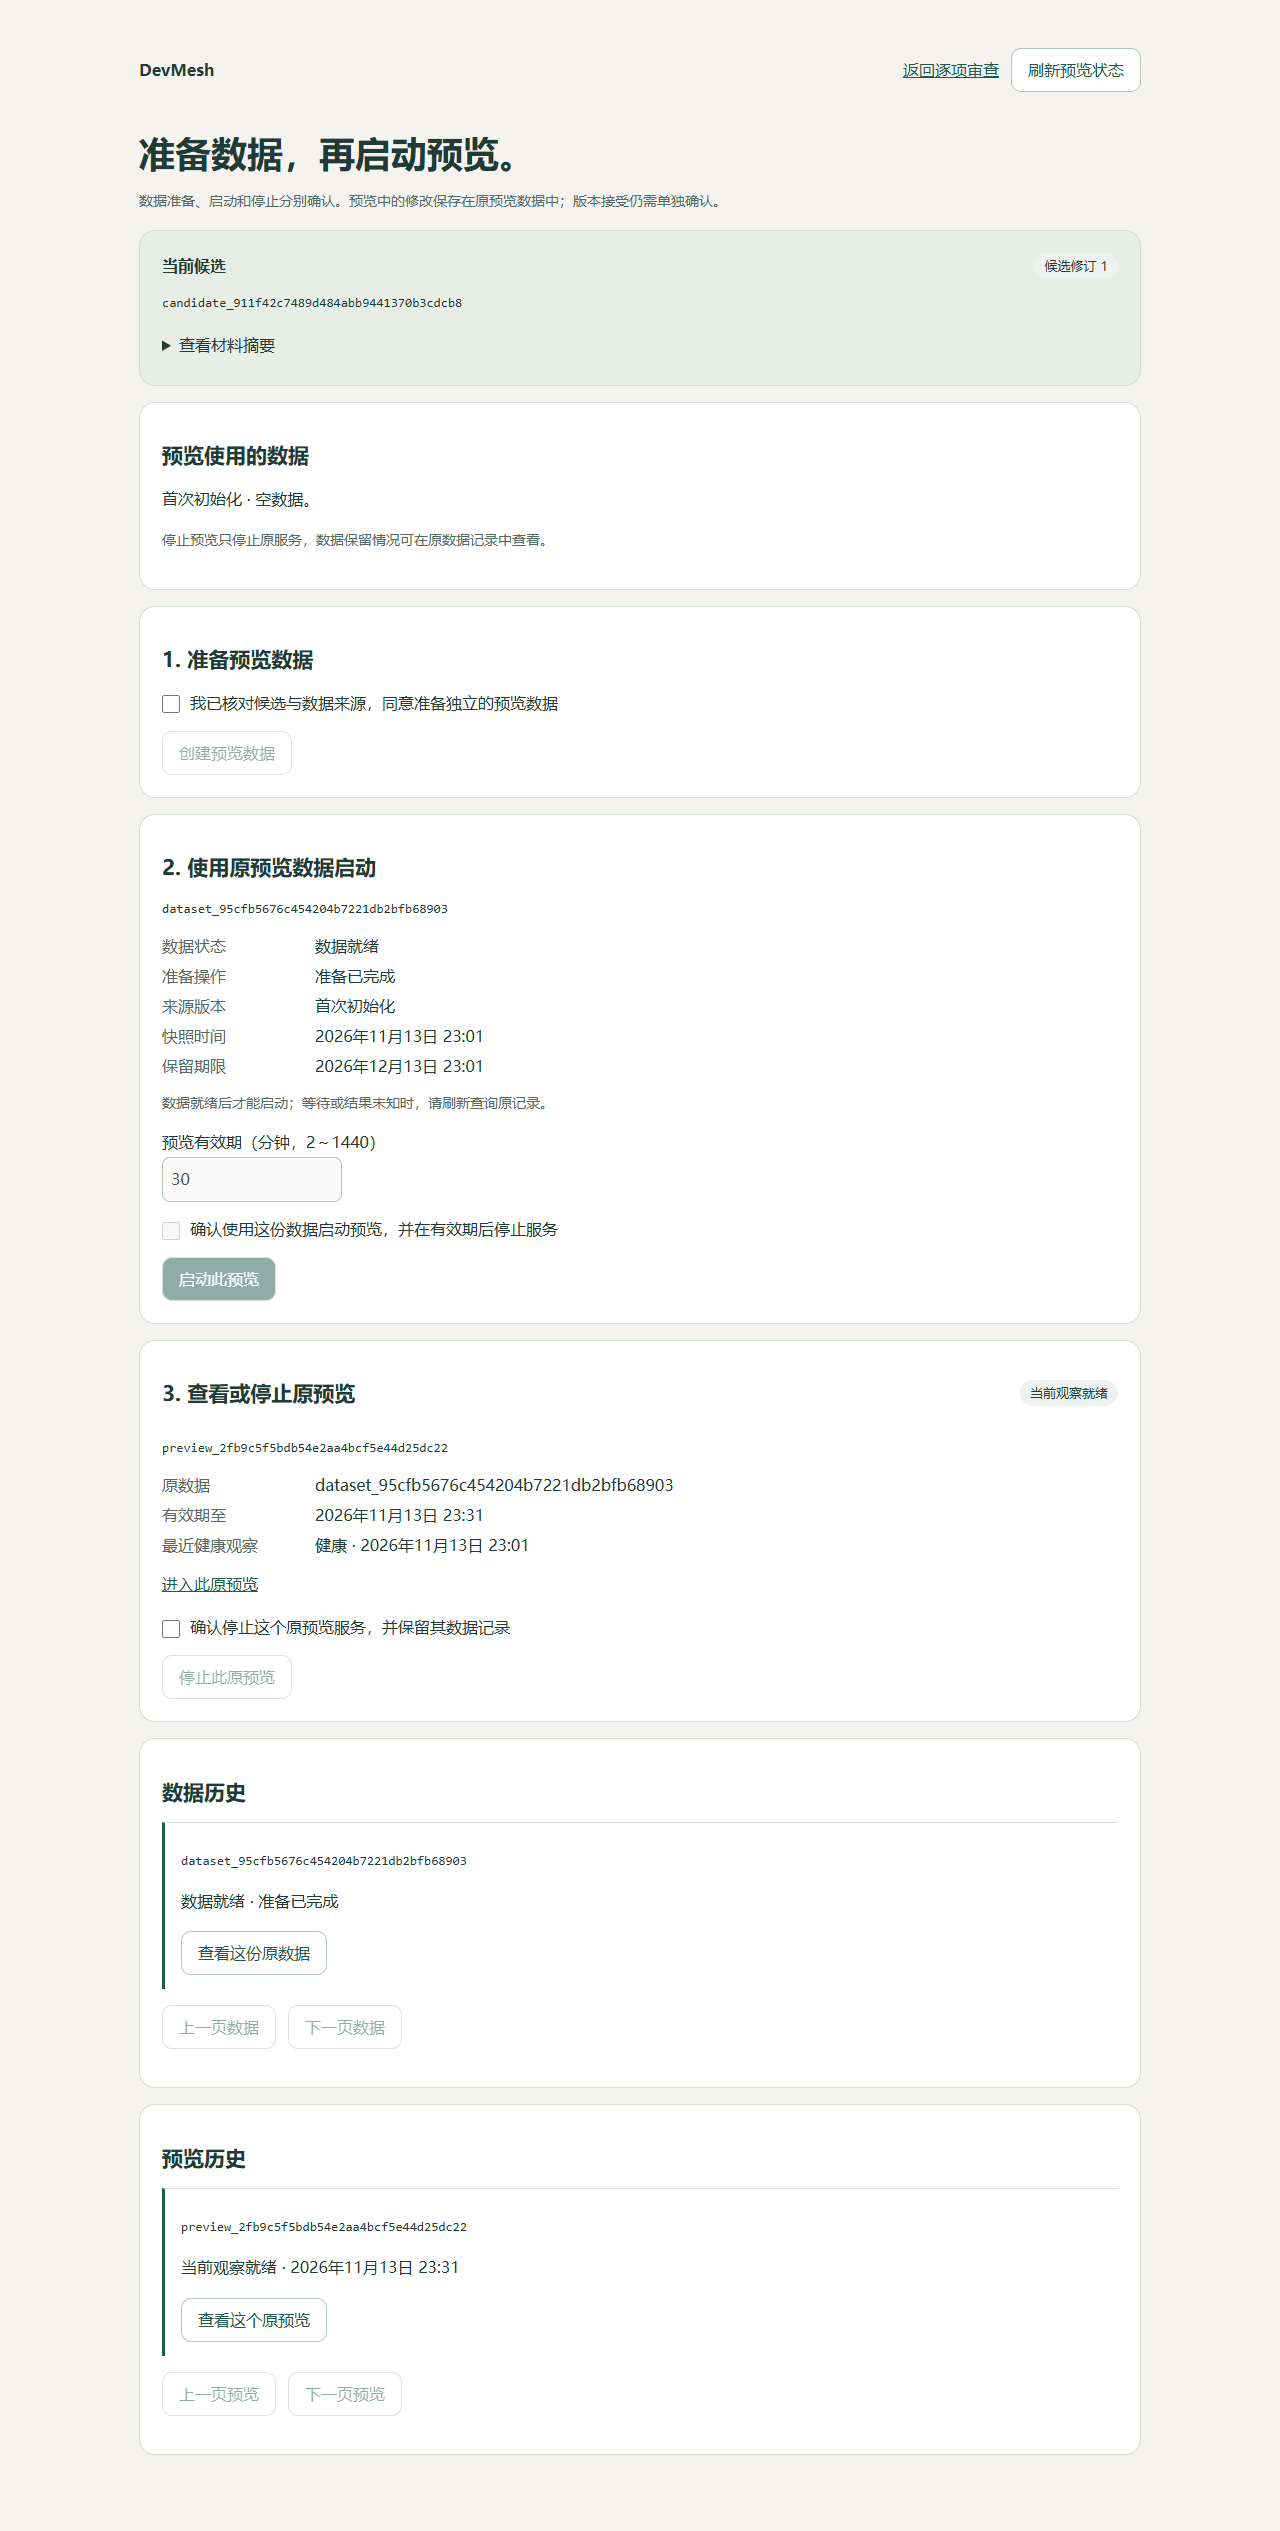 DevMesh
返回逐项审查
刷新预览状态
准备数据，再启动预览。
数据准备、启动和停止分别确认。预览中的修改保存在原预览数据中；版本接受仍需单独确认。
当前候选
候选修订 1
candidate_911f42c7489d484abb9441370b3cdcb8
▶ 查看材料摘要
预览使用的数据
首次初始化 · 空数据。
停止预览只停止原服务，数据保留情况可在原数据记录中查看。
1. 准备预览数据
我已核对候选与数据来源，同意准备独立的预览数据
创建预览数据
2. 使用原预览数据启动
dataset_95cfb5676c454204b7221db2bfb68903
数据状态 数据就绪
准备操作 准备已完成
来源版本 首次初始化
快照时间 2026年11月13日 23:01
保留期限 2026年12月13日 23:01
数据就绪后才能启动；等待或结果未知时，请刷新查询原记录。
预览有效期（分钟，2～1440）
30
确认使用这份数据启动预览，并在有效期后停止服务
启动此预览
3. 查看或停止原预览
当前观察就绪
preview_2fb9c5f5bdb54e2aa4bcf5e44d25dc22
原数据 dataset_95cfb5676c454204b7221db2bfb68903
有效期至 2026年11月13日 23:31
最近健康观察 健康 · 2026年11月13日 23:01
进入此原预览
确认停止这个原预览服务，并保留其数据记录
停止此原预览
数据历史
dataset_95cfb5676c454204b7221db2bfb68903
数据就绪 · 准备已完成
查看这份原数据
上一页数据
下一页数据
预览历史
preview_2fb9c5f5bdb54e2aa4bcf5e44d25dc22
当前观察就绪 · 2026年11月13日 23:31
查看这个原预览
上一页预览
下一页预览